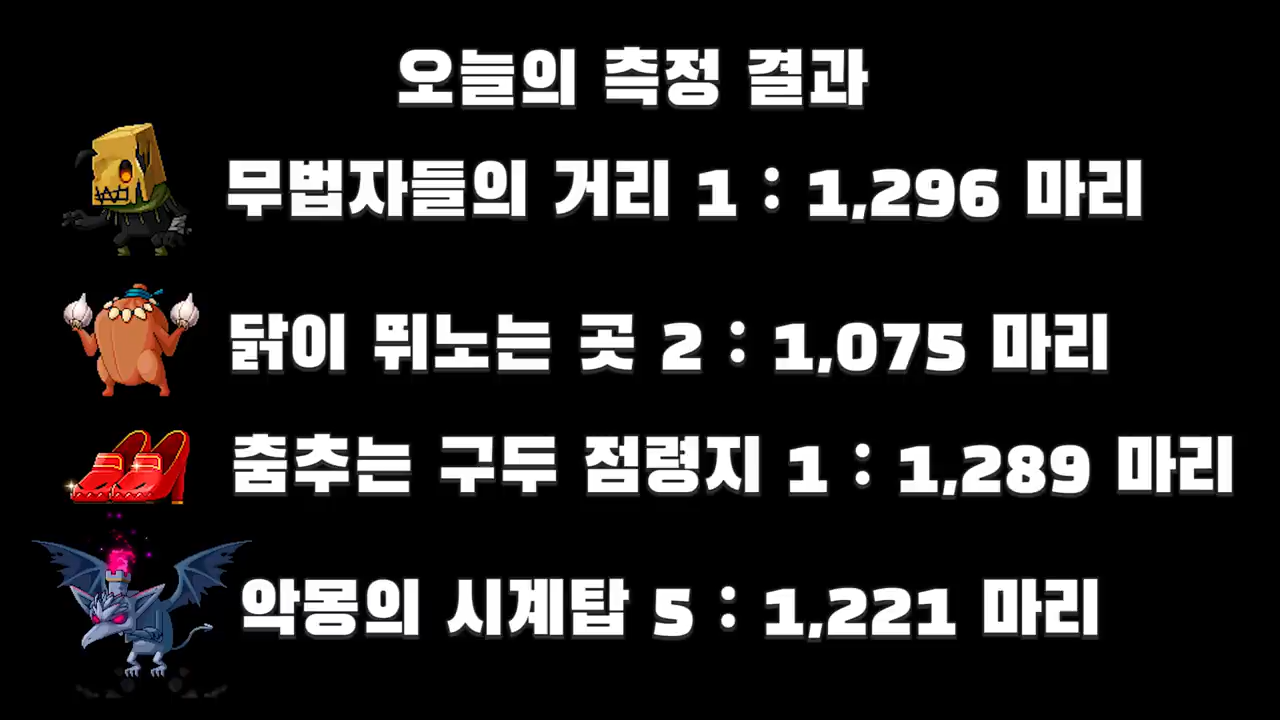 오늘의 측정 결과
무법자들의 거리 1 : 1,296 마리
닭이 뛰노는 곳 2 : 1,075 마리
춤추는 구두 점령지 1 : 1,289 마리
악몽의 시계탑 5 : 1,221 마리